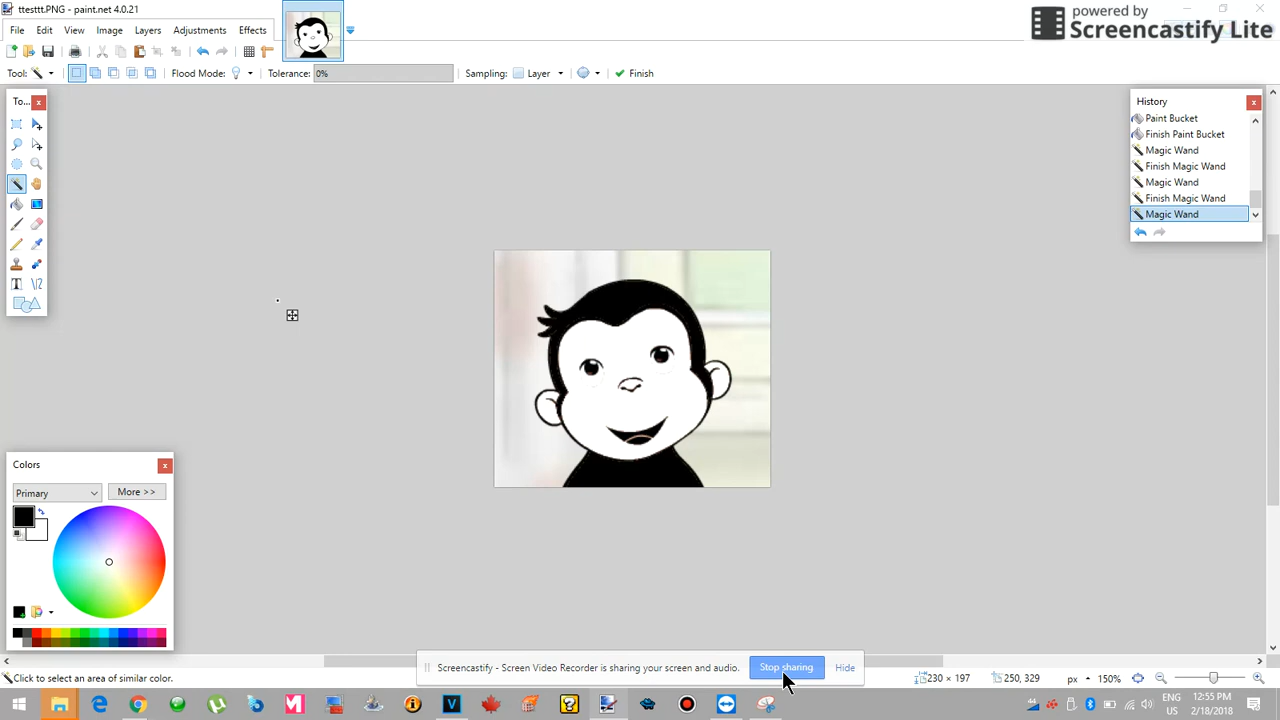 ttesttt.PNG - paint.net 4.0.21
powered by
Screencastify Lite
File Edit View Image Layers Adjustments Effects
Tool: Flood Mode: Tolerance: 0% Sampling: Layer Finish
To...
History
Paint Bucket
Finish Paint Bucket
Magic Wand
Finish Magic Wand
Magic Wand
Finish Magic Wand
Magic Wand
Colors
Primary
More >>
Screencastify - Screen Video Recorder is sharing your screen and audio. Stop sharing Hide
Click to select an area of similar color.
230 × 197
250, 329
px
150%
ENG
US
12:55 PM
2/18/2018